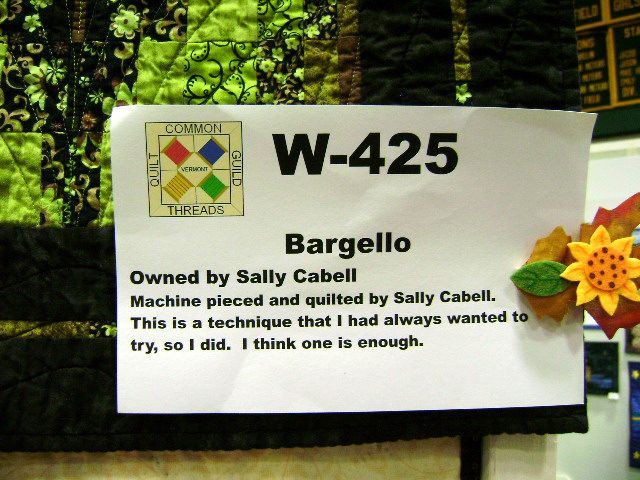 COMMON
QUILT
VERMONT
GUILD
THREADS
W-425
Bargello
Owned by Sally Cabell
Machine pieced and quilted by Sally Cabell.
This is a technique that I had always wanted to
try, so I did.  I think one is enough.
FIELD